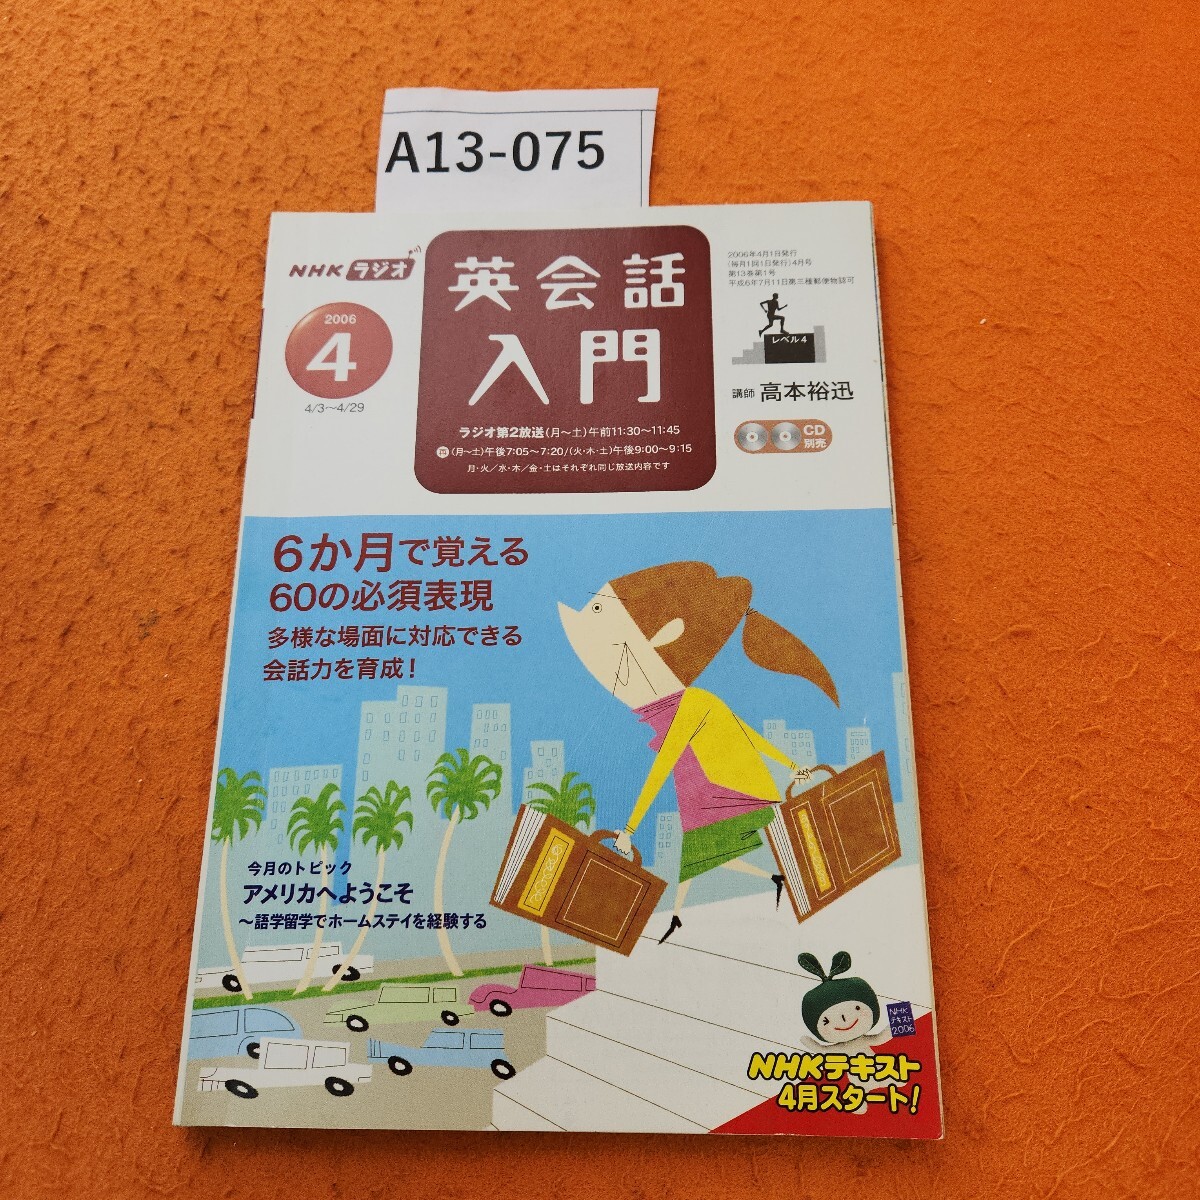 A13-075
NHK ラジオ
2006
4
4/3〜4/29
英会話
入門
ラジオ第2放送(月〜土)午前11:30〜11:45
再(月〜土)午後7:05〜7:20/(火・木・土)午後9:00〜9:15
月・火/水・木/金・土はそれぞれ同じ放送内容です
2006年4月1日発行
(毎月1回1日発行)4月号
第13巻第1号
平成6年7月11日第三種郵便物認可
レベル4
講師 高本裕迅
CD
別売
6か月で覚える
60の必須表現
多様な場面に対応できる
会話力を育成!
今月のトピック
アメリカへようこそ
〜語学留学でホームステイを経験する
NHK
テキスト
2006
NHKテキスト
4月スタート!